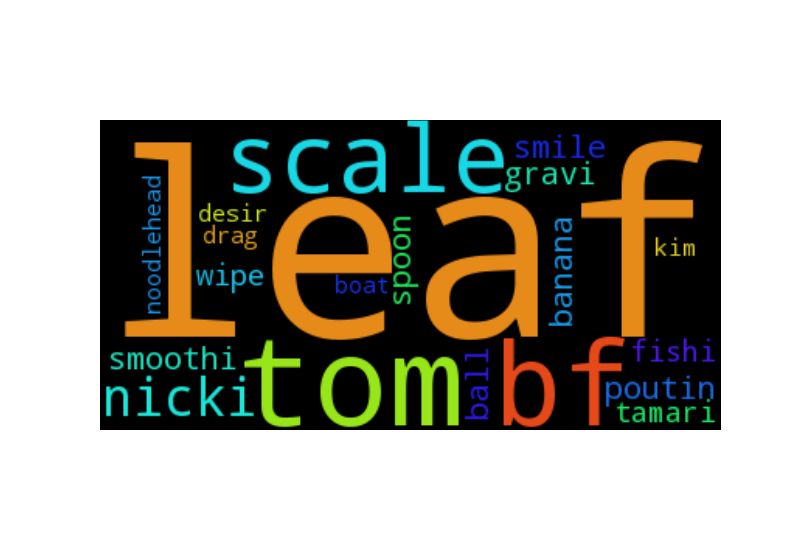 scale
smile
gravi
leaf
noodlehead
desir
drag
wipe
boat
spoon
banana
kim
smoothi
nicki
tom
ball
bf
fishi
poutin
tamari